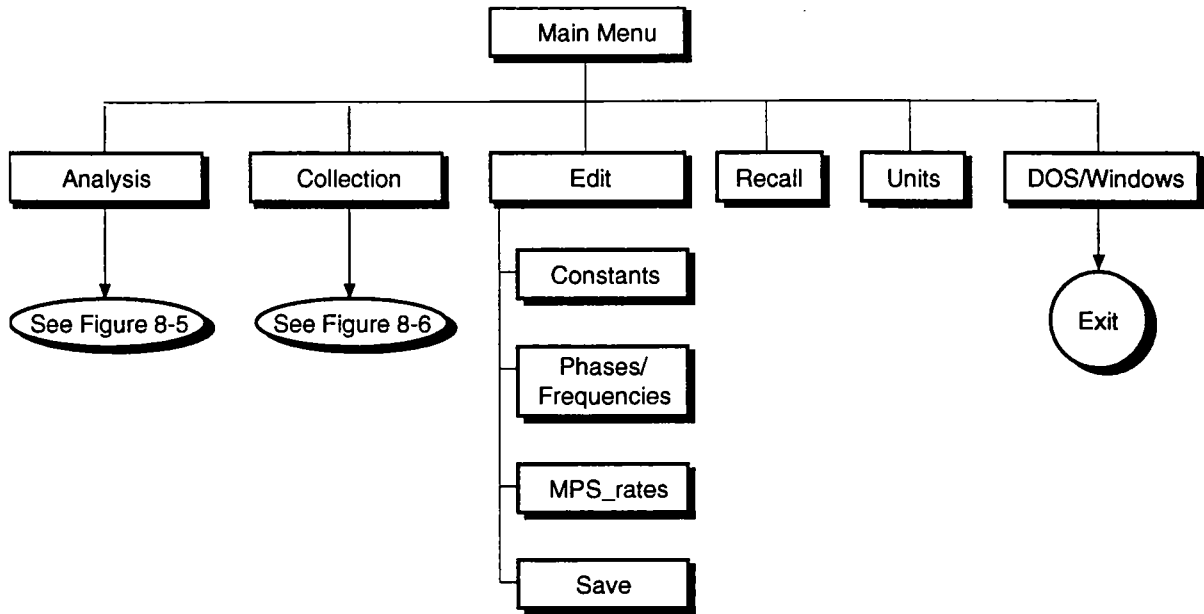 Main Menu
Analysis
Collection
Edit
Recall
Units
DOS/Windows
See Figure 8-5
See Figure 8-6
Constants
Exit
Phases/
Frequencies
MPS_rates
Save